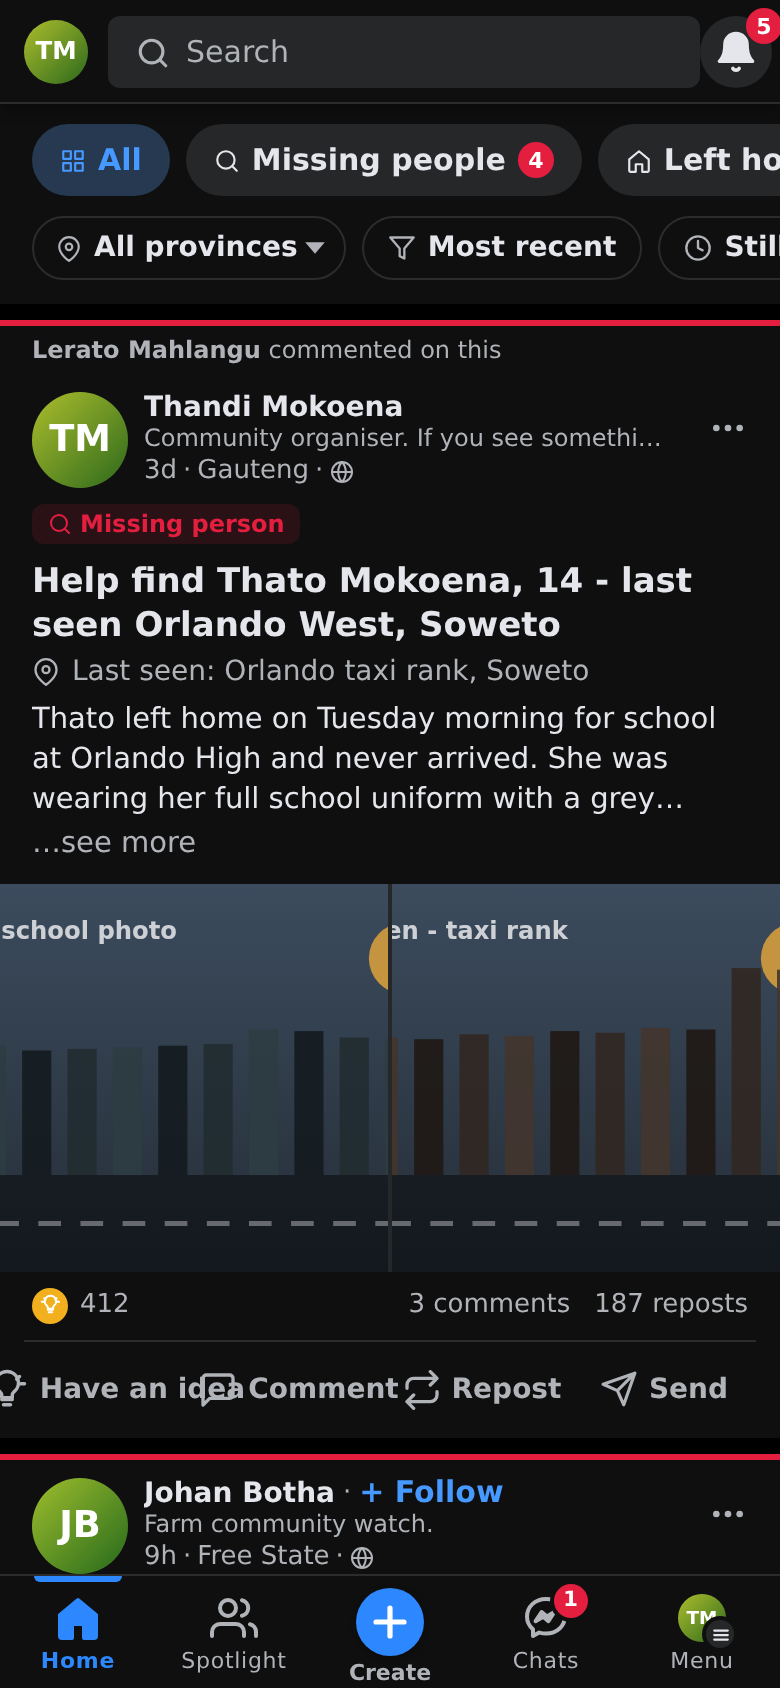 TM
Search
5
All
Missing people 4
Left ho
All provinces
Most recent
Still
Lerato Mahlangu commented on this
TM
Thandi Mokoena
Community organiser. If you see somethi...
3d · Gauteng ·
Missing person
Help find Thato Mokoena, 14 - last
seen Orlando West, Soweto
Last seen: Orlando taxi rank, Soweto
Thato left home on Tuesday morning for school
at Orlando High and never arrived. She was
wearing her full school uniform with a grey...
...see more
school photo
en - taxi rank
412
3 comments 187 reposts
Have an idea
Comment
Repost
Send
JB
Johan Botha · + Follow
Farm community watch.
9h · Free State ·
Home
Spotlight
Create
1
Chats
TM
Menu